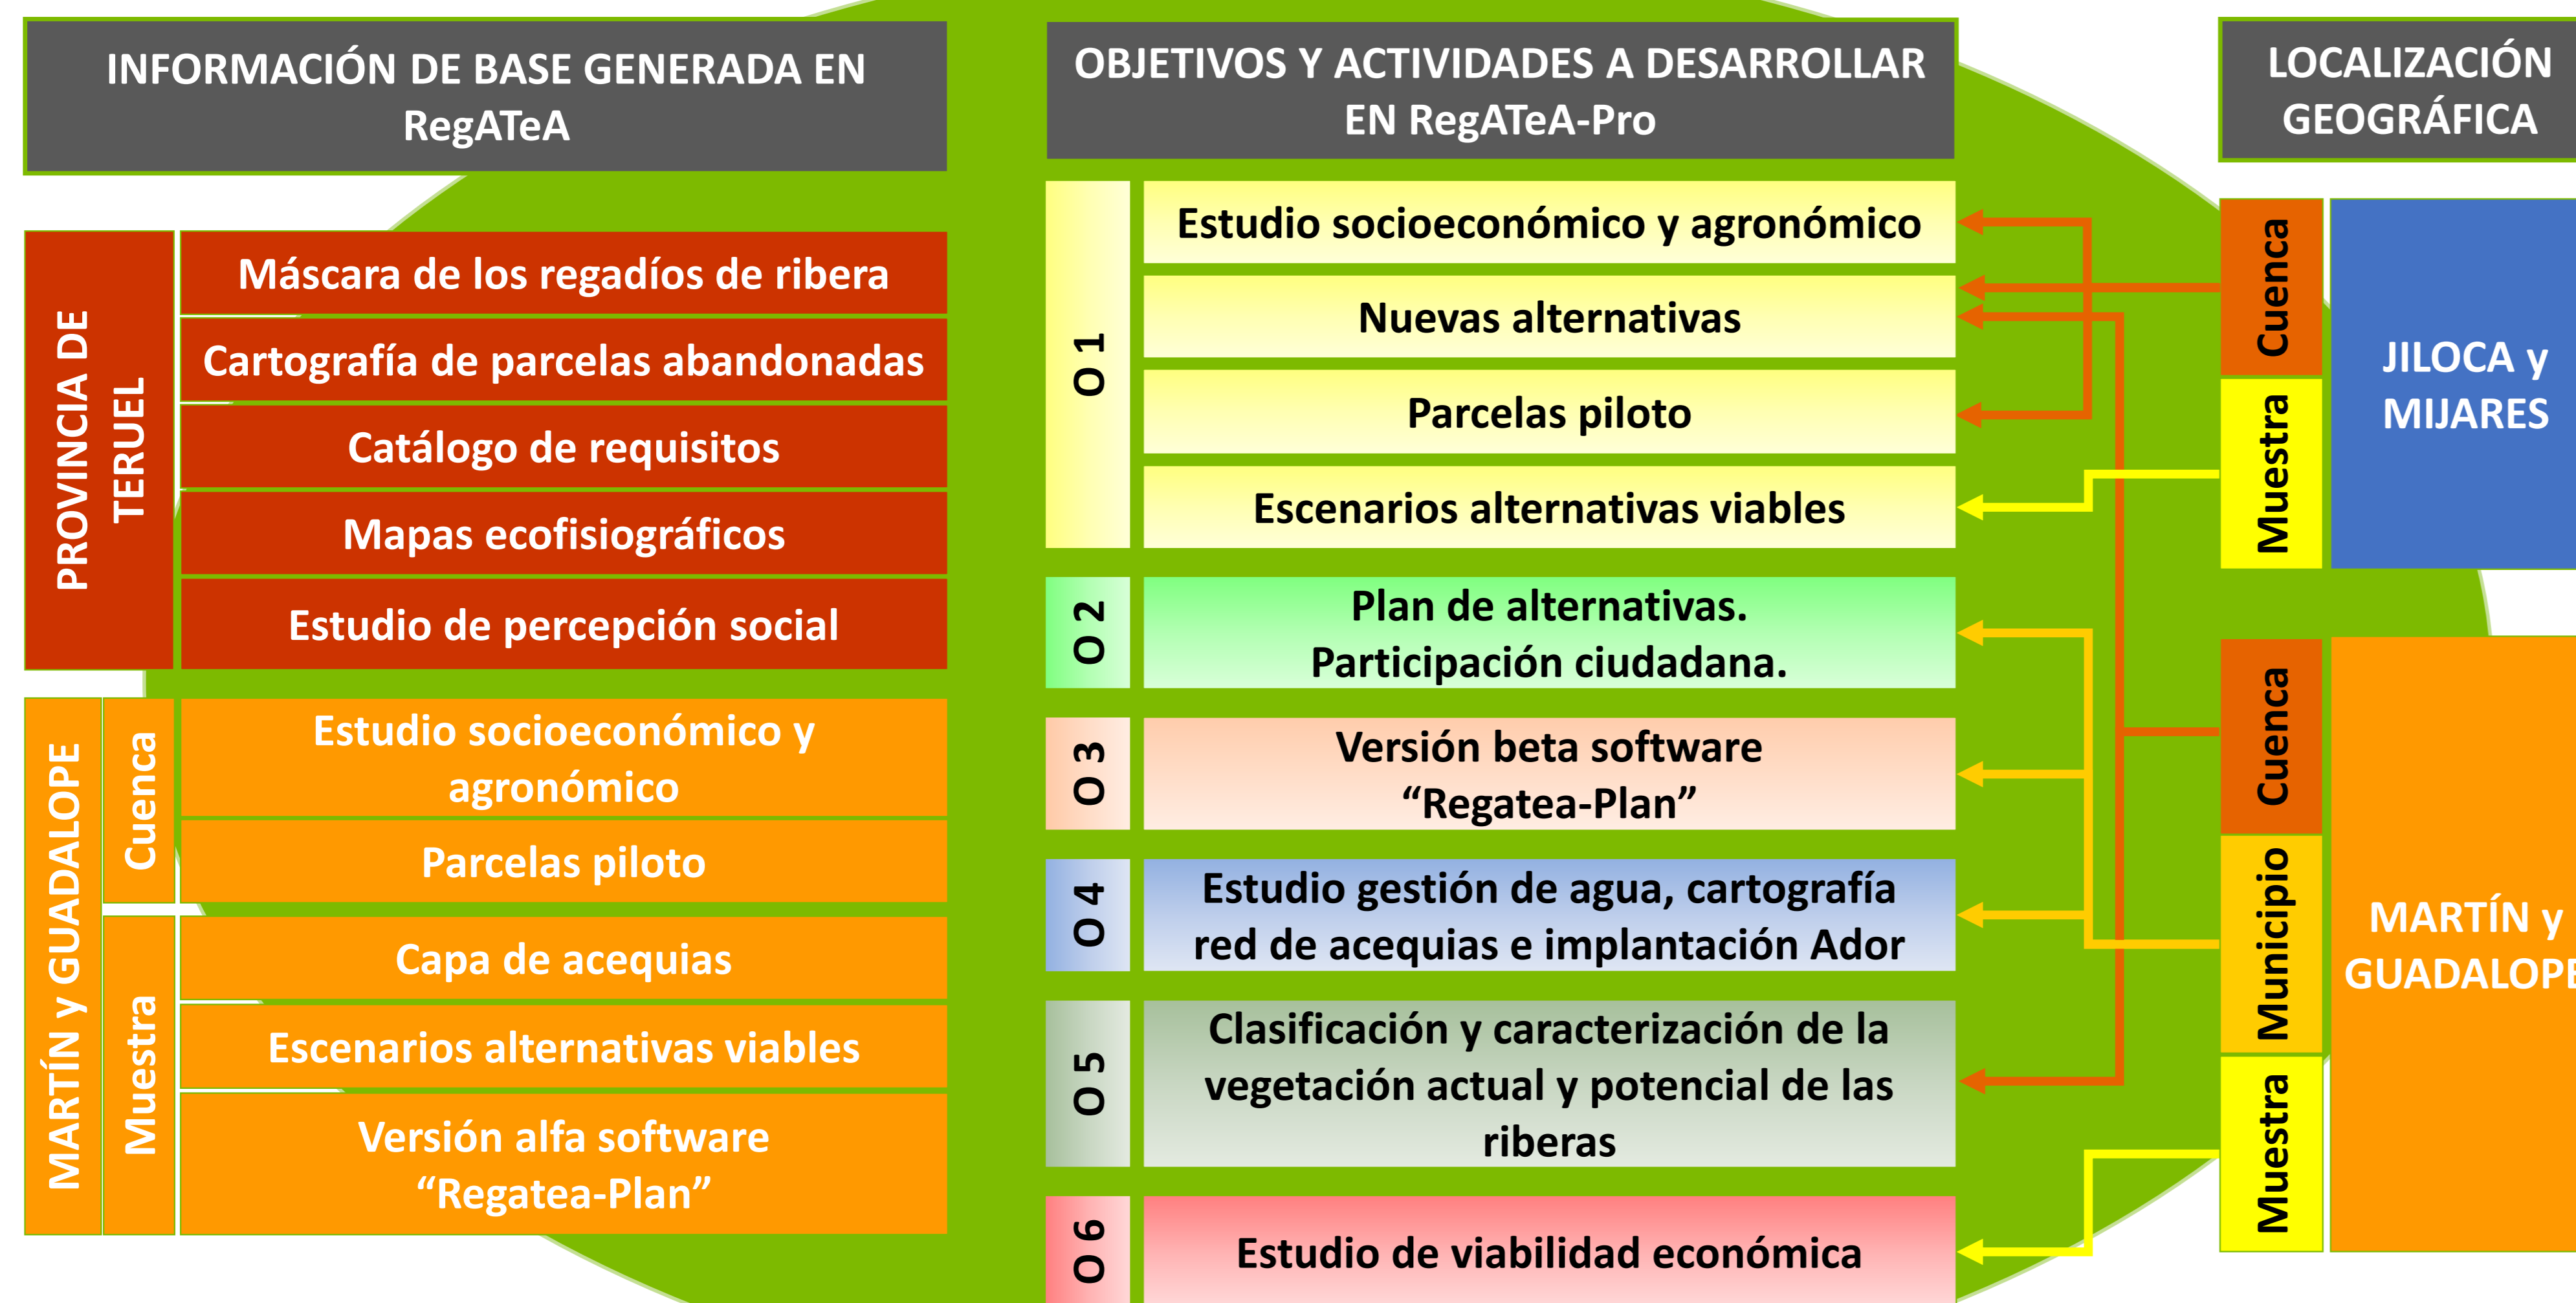 INFORMACIÓN DE BASE GENERADA EN
RegATeA
PROVINCIA DE
TERUEL
Máscara de los regadíos de ribera
Cartografía de parcelas abandonadas
Catálogo de requisitos
Mapas ecofisiográficos
Estudio de percepción social
MARTÍN y GUADALOPE
Cuenca
Estudio socioeconómico y
agronómico
Parcelas piloto
Muestra
Capa de acequias
Escenarios alternativas viables
Versión alfa software
“Regatea-Plan”
OBJETIVOS Y ACTIVIDADES A DESARROLLAR
EN RegATeA-Pro
O 1
Estudio socioeconómico y agronómico
Nuevas alternativas
Parcelas piloto
Escenarios alternativas viables
O 2
Plan de alternativas.
Participación ciudadana.
O 3
Versión beta software
“Regatea-Plan”
O 4
Estudio gestión de agua, cartografía
red de acequias e implantación Ador
O 5
Clasificación y caracterización de la
vegetación actual y potencial de las
riberas
O 6
Estudio de viabilidad económica
LOCALIZACIÓN
GEOGRÁFICA
Cuenca
Muestra
JILOCA y
MIJARES
Cuenca
Municipio
Muestra
MARTÍN y
GUADALOPE